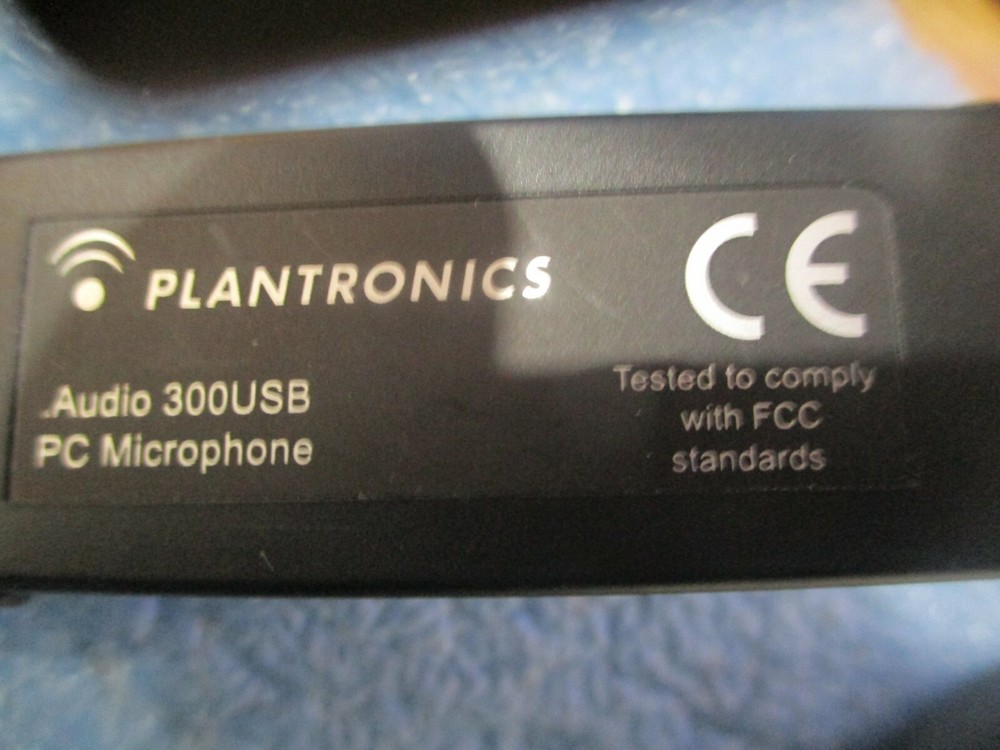 PLANTRONICS
CE
.Audio 300USB
PC Microphone
Tested to comply
with FCC
standards